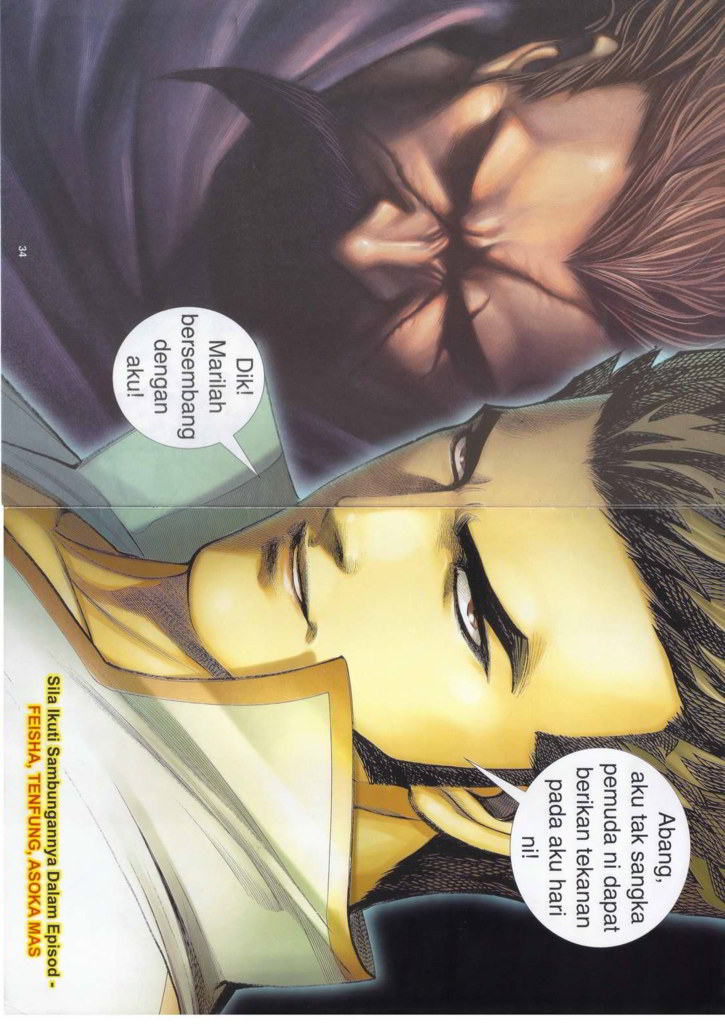 Dik!
Marilah
bersembang
dengan
aku!
Abang,
aku tak sangka
pemuda ni dapat
berikan tekanan
pada aku hari
ni!
Sila Ikuti Sambungannya Dalam Episod -
FEISHA, TENFUNG, ASOKA MAS
34